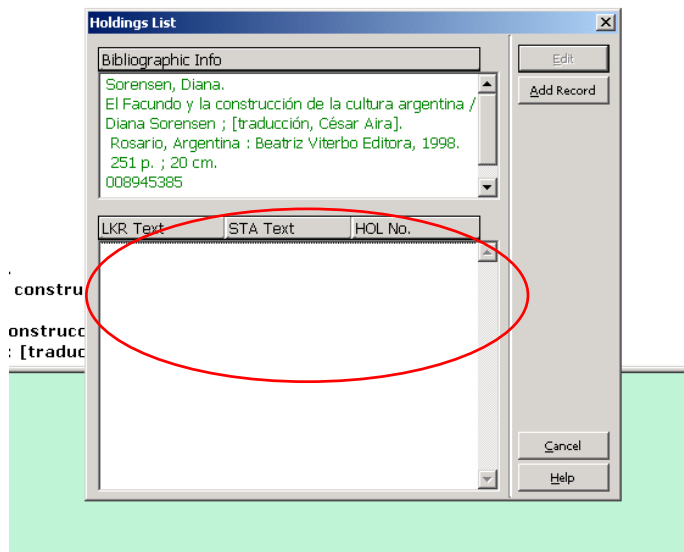 Holdings List
Bibliographic Info
Sorensen, Diana.
El Facundo y la construcción de la cultura argentina /
Diana Sorensen ; [traducción, César Aira].
Rosario, Argentina : Beatriz Viterbo Editora, 1998.
251 p. ; 20 cm.
008945385
Edit
Add Record
LKR Text STA Text HOL No.
constru
onstrucc
: [traduc
Cancel
Help